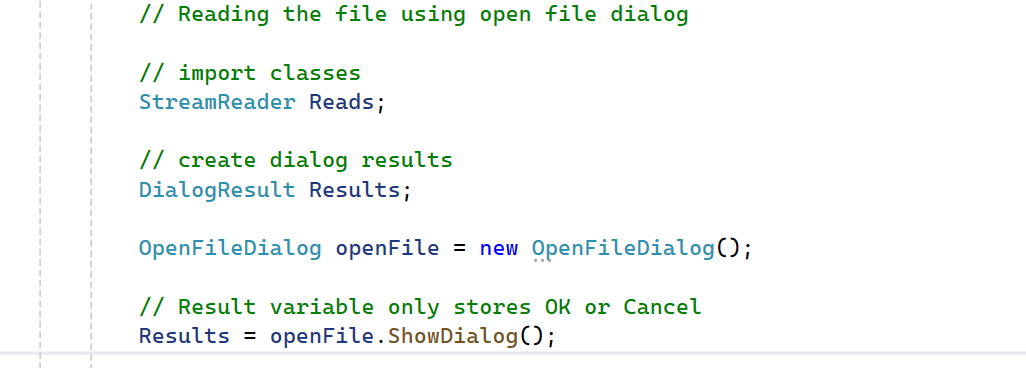 // Reading the file using open file dialog
// import classes
StreamReader Reads;
// create dialog results
DialogResult Results;
OpenFileDialog openFile = new OpenFileDialog();
// Result variable only stores OK or Cancel
Results = openFile.ShowDialog();